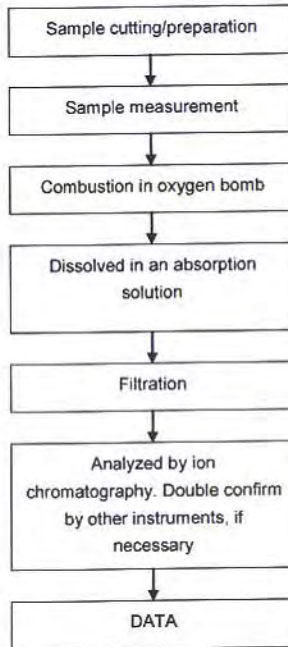 Sample cutting/preparation
Sample measurement
Combustion in oxygen bomb
Dissolved in an absorption
solution
Filtration
Analyzed by ion
chromatography. Double confirm
by other instruments, if
necessary
DATA